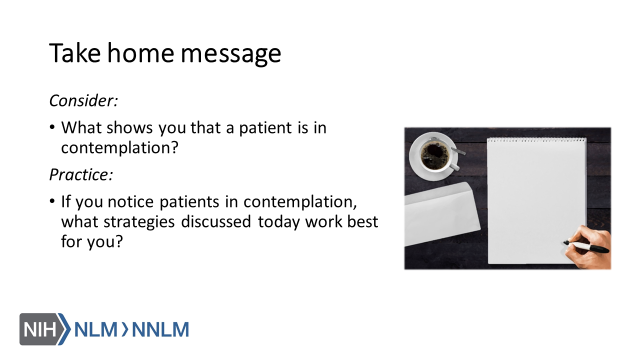 Take home message
Consider:
• What shows you that a patient is in
contemplation?
Practice:
• If you notice patients in contemplation,
what strategies discussed today work best
for you?
NIH NLM NNLM